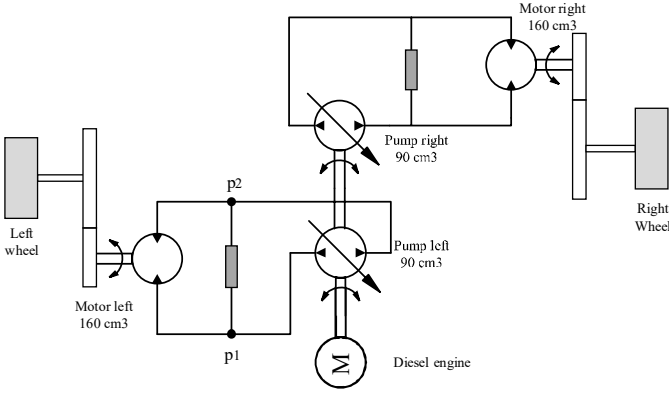 Motor right
160 cm3
Pump right
90 cm3
p2
Left
wheel
Right
Wheel
Pump left
90 cm3
Motor left
160 cm3
p1
M
Diesel engine